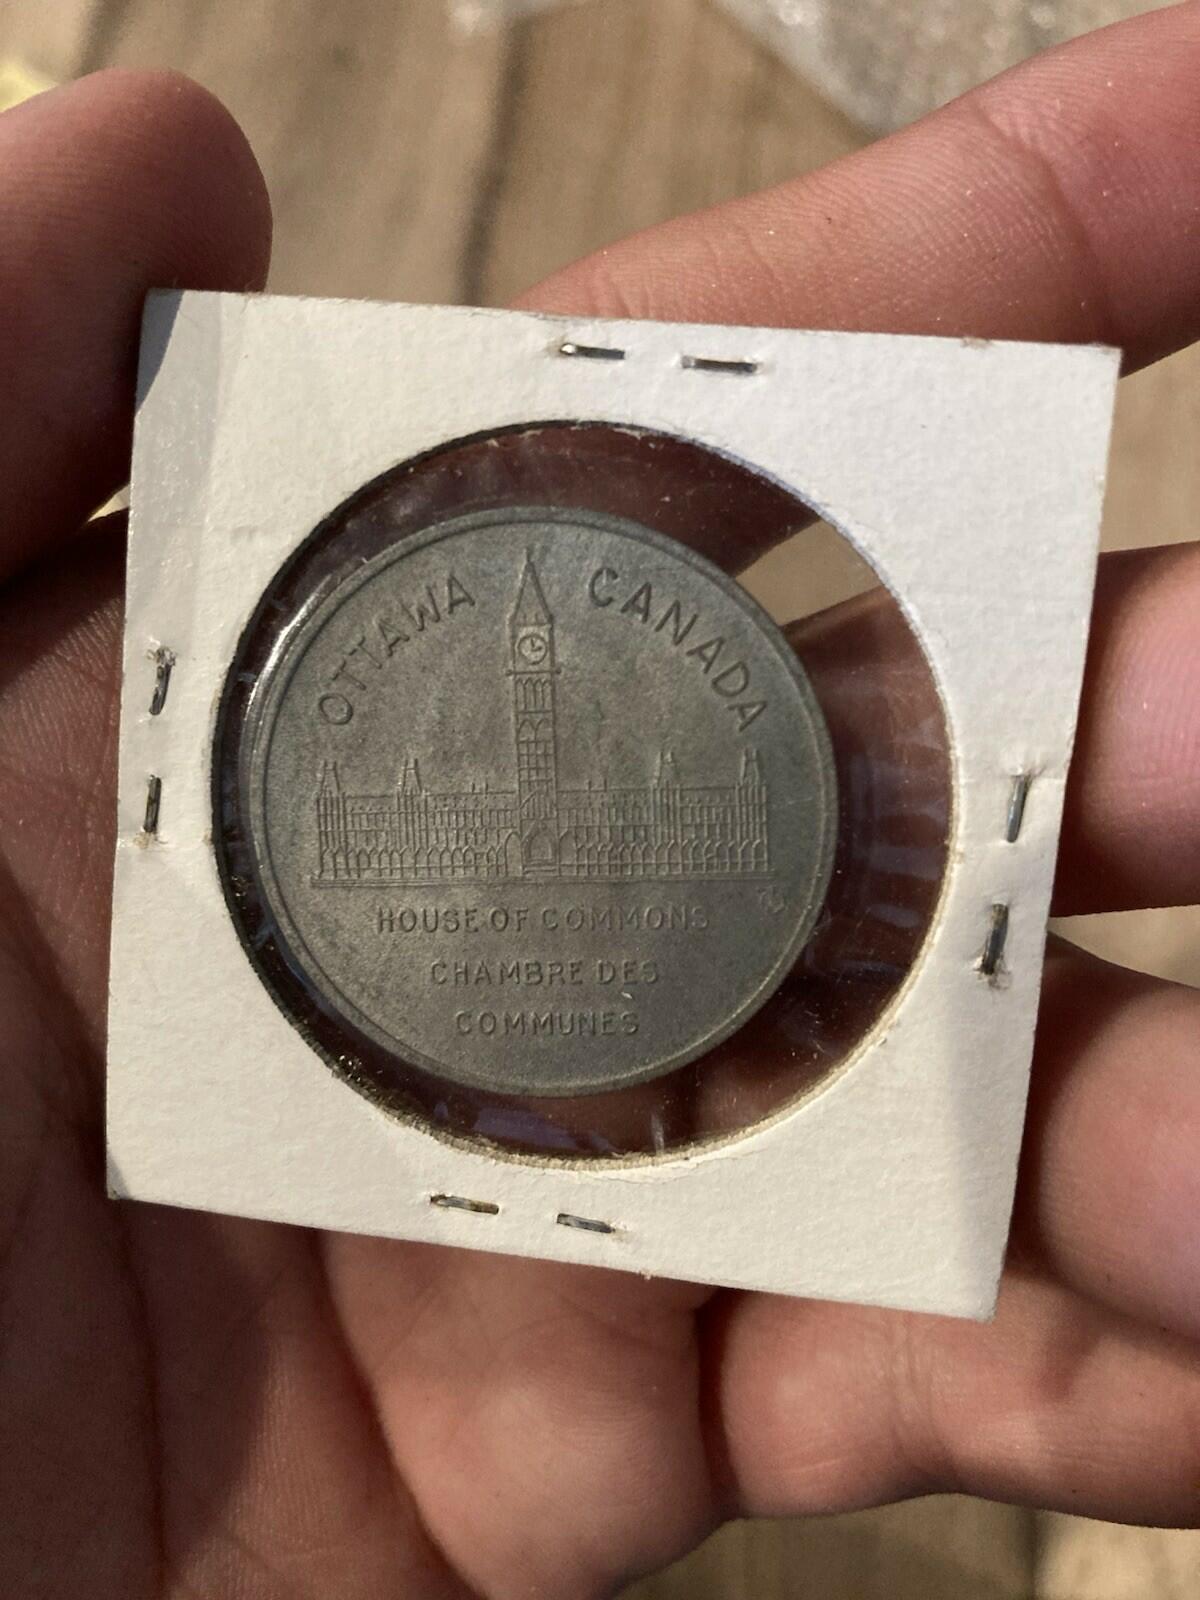 OTTAWA CANADA
HOUSE OF COMMONS
CHAMBRE DES
COMMUNES